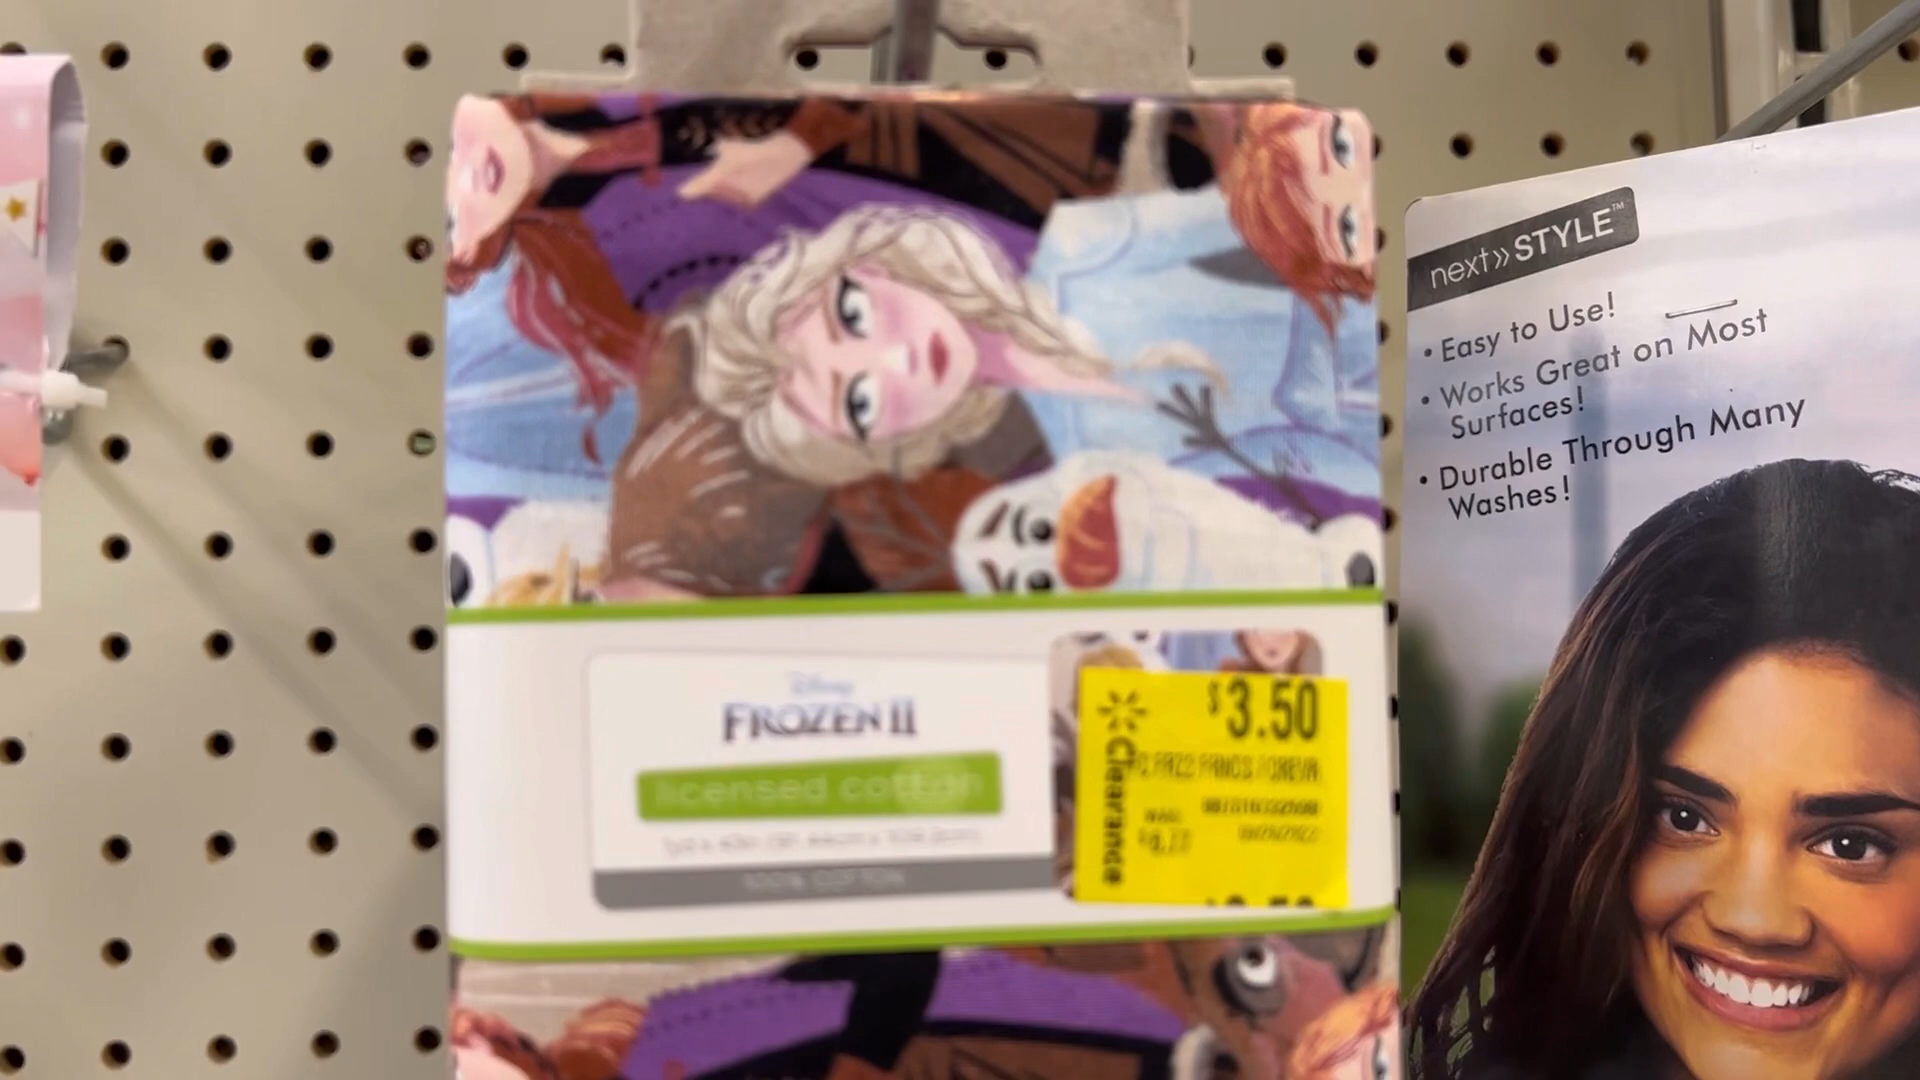 Disney
FROZEN II
licensed cotton
100% COTTON
$3.50
Clearance
next»STYLE™
• Easy to Use!
• Works Great on Most
Surfaces!
• Durable Through Many
Washes!